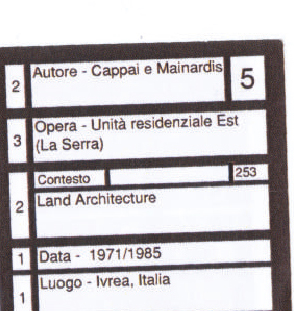 2 Autore - Cappai e Mainardis 5
3 Opera - Unità residenziale Est
(La Serra)
Contesto 253
2 Land Architecture
1 Data - 1971/1985
1 Luogo - Ivrea, Italia